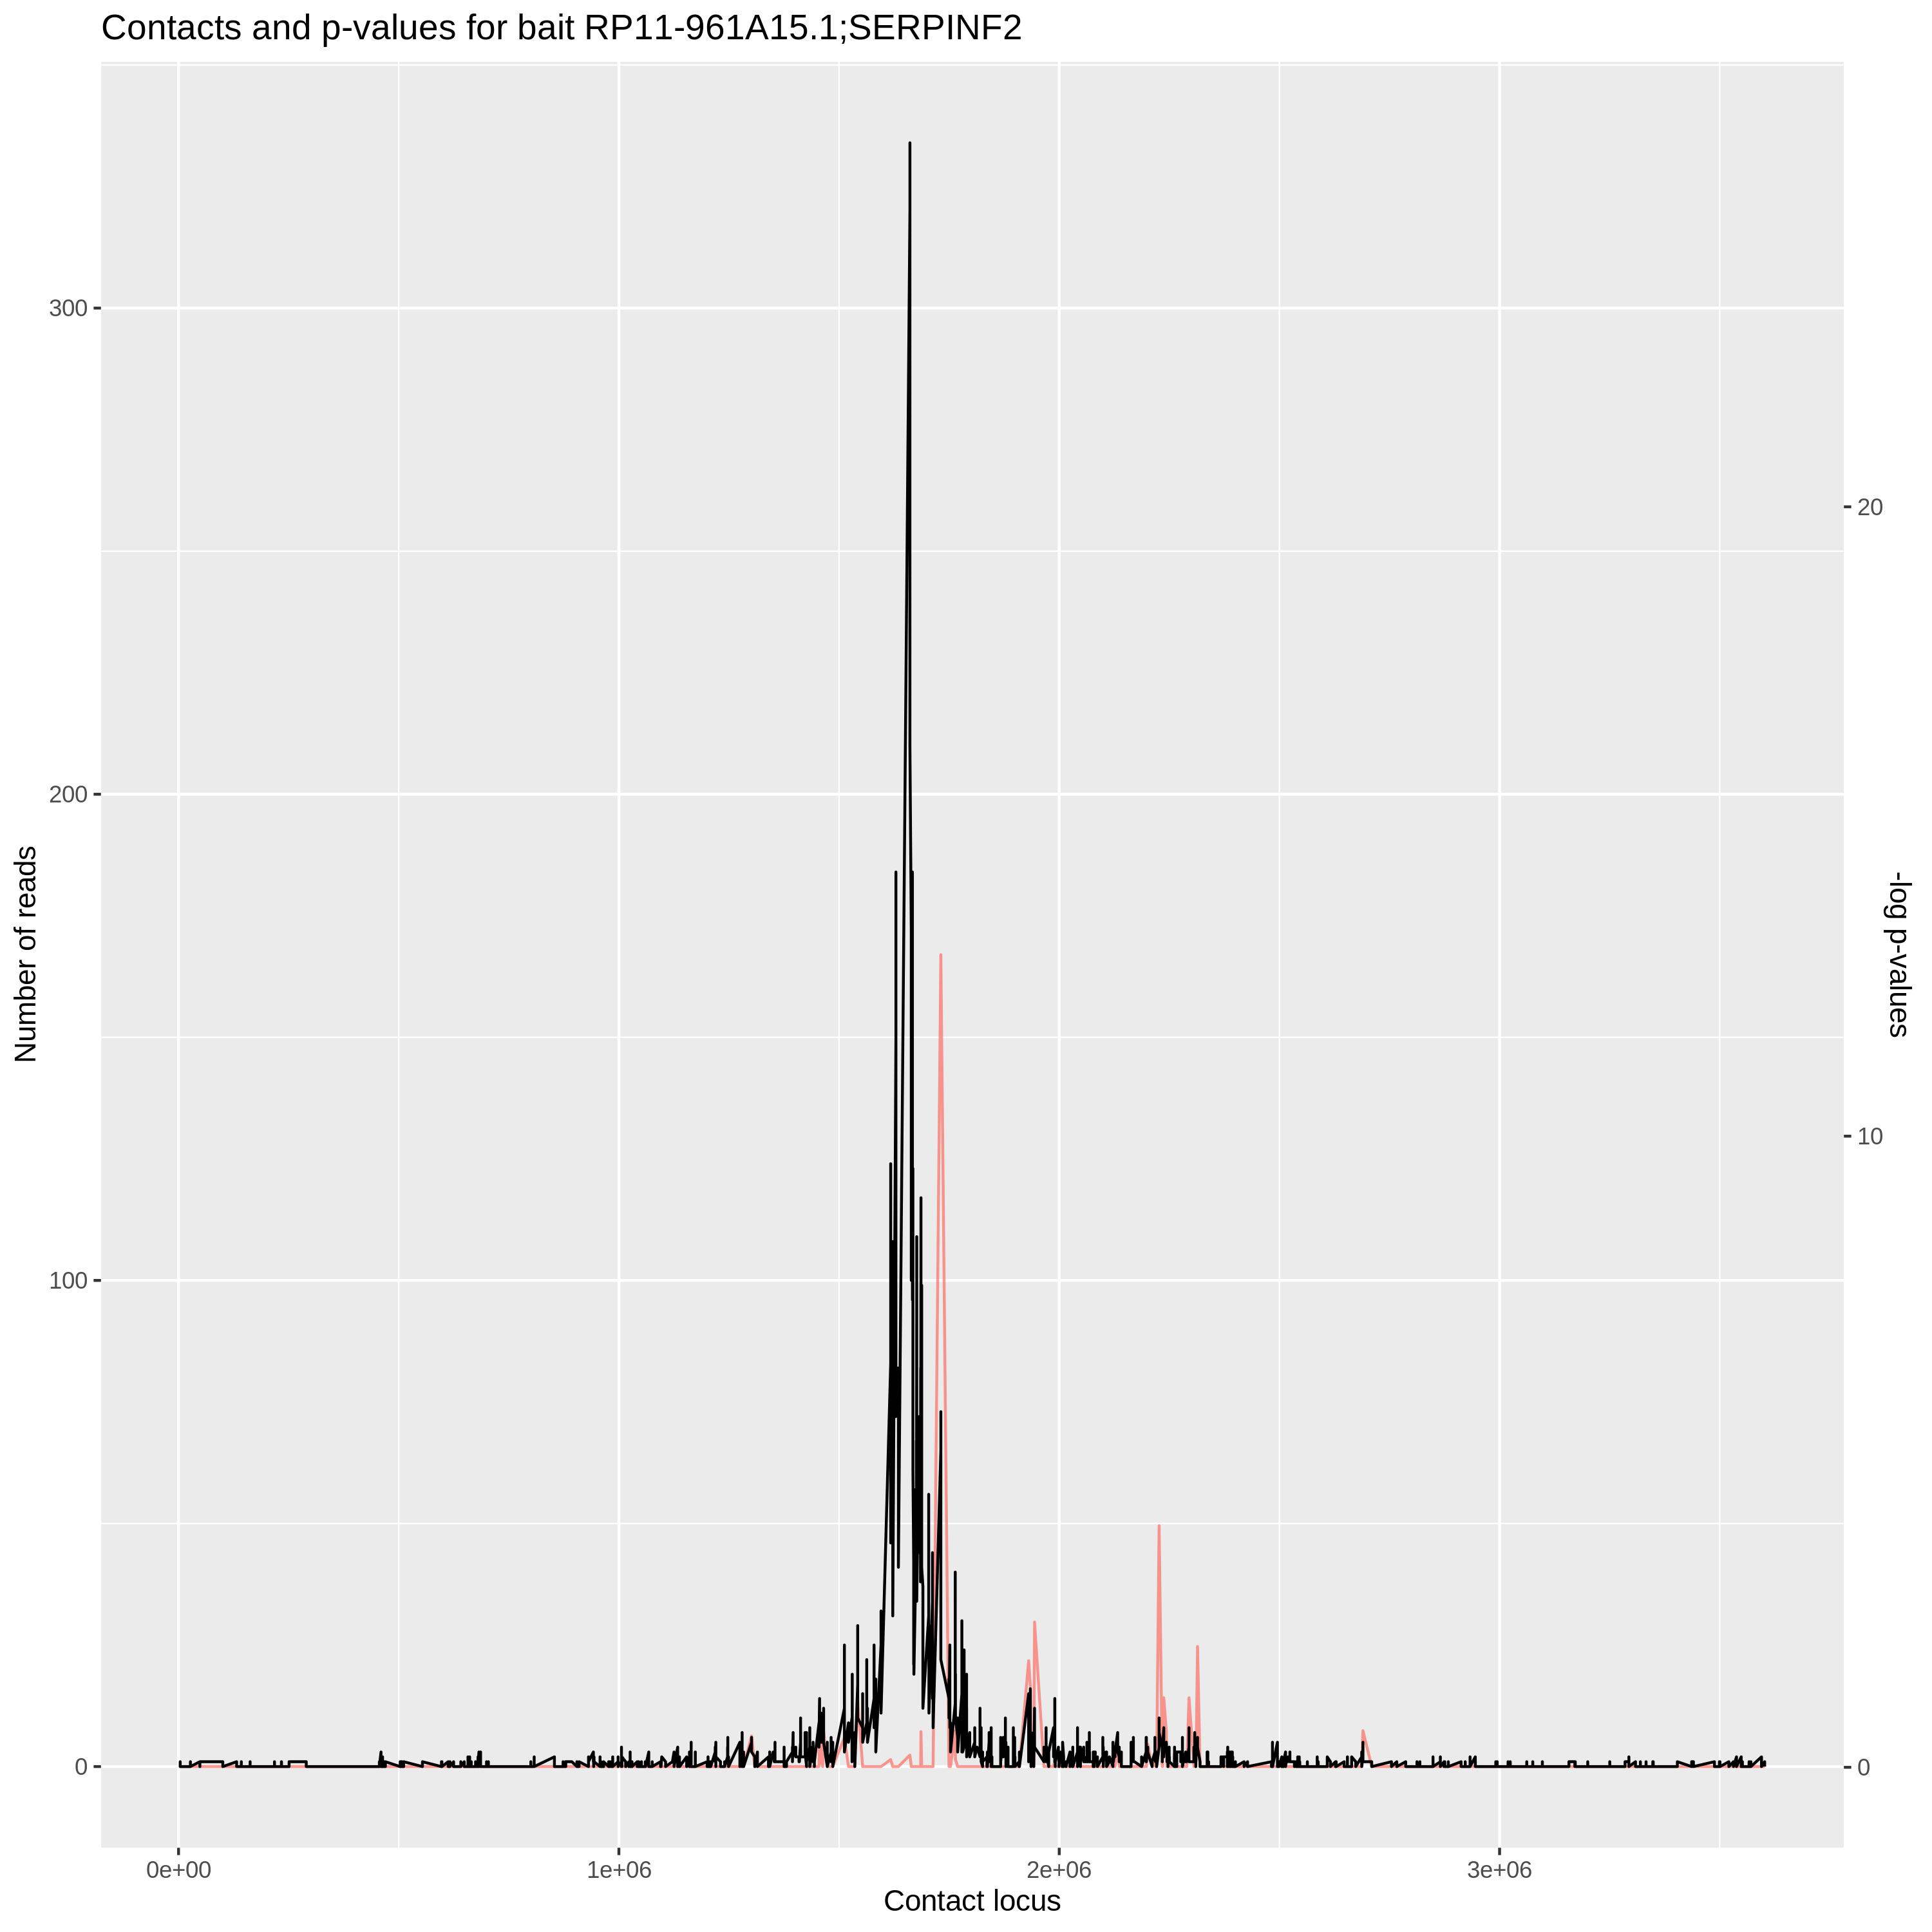 Contacts and p-values for bait RP11-961A15.1;SERPINF2
300
200
100
0
Number of reads
20
10
0
-log p-values
0e+00 1e+06 2e+06 3e+06
Contact locus